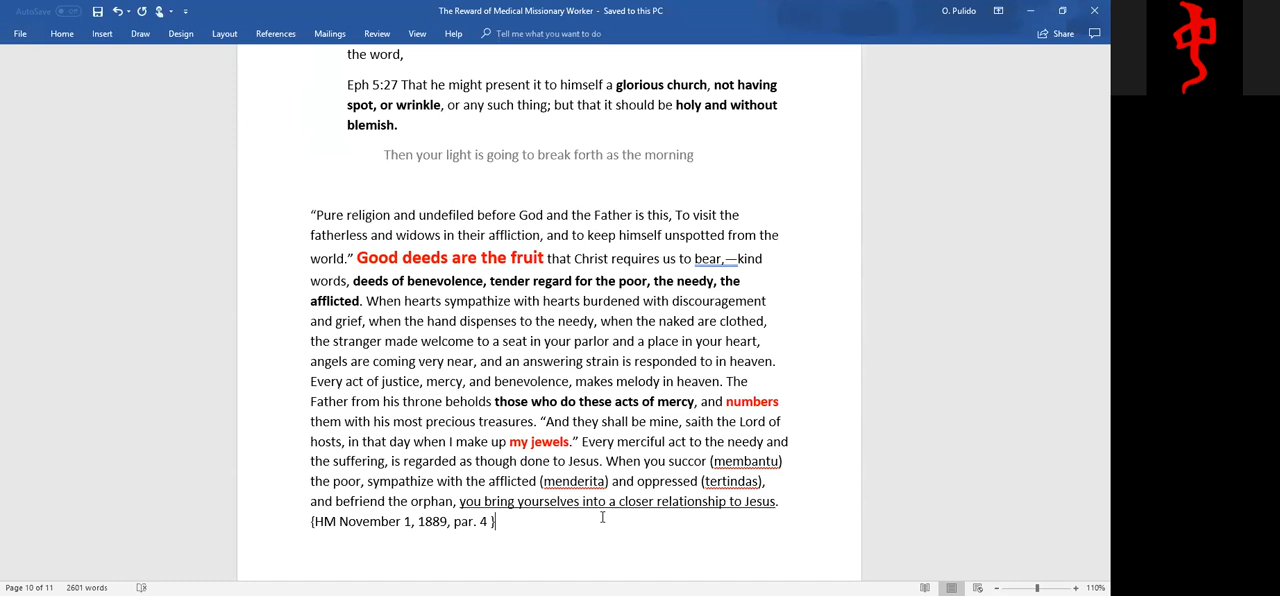 AutoSave Off
The Reward of Medical Missionary Worker - Saved to this PC
O. Pulido
File Home Insert Draw Design Layout References Mailings Review View Help Tell me what you want to do Share
the word,
Eph 5:27 That he might present it to himself a glorious church, not having
spot, or wrinkle, or any such thing; but that it should be holy and without
blemish.
Then your light is going to break forth as the morning
“Pure religion and undefiled before God and the Father is this, To visit the
fatherless and widows in their affliction, and to keep himself unspotted from the
world.” Good deeds are the fruit that Christ requires us to bear,—kind
words, deeds of benevolence, tender regard for the poor, the needy, the
afflicted. When hearts sympathize with hearts burdened with discouragement
and grief, when the hand dispenses to the needy, when the naked are clothed,
the stranger made welcome to a seat in your parlor and a place in your heart,
angels are coming very near, and an answering strain is responded to in heaven.
Every act of justice, mercy, and benevolence, makes melody in heaven. The
Father from his throne beholds those who do these acts of mercy, and numbers
them with his most precious treasures. “And they shall be mine, saith the Lord of
hosts, in that day when I make up my jewels.” Every merciful act to the needy and
the suffering, is regarded as though done to Jesus. When you succor (membantu)
the poor, sympathize with the afflicted (menderita) and oppressed (tertindas),
and befriend the orphan, you bring yourselves into a closer relationship to Jesus.
{HM November 1, 1889, par. 4 }
Page 10 of 11 2601 words 110%